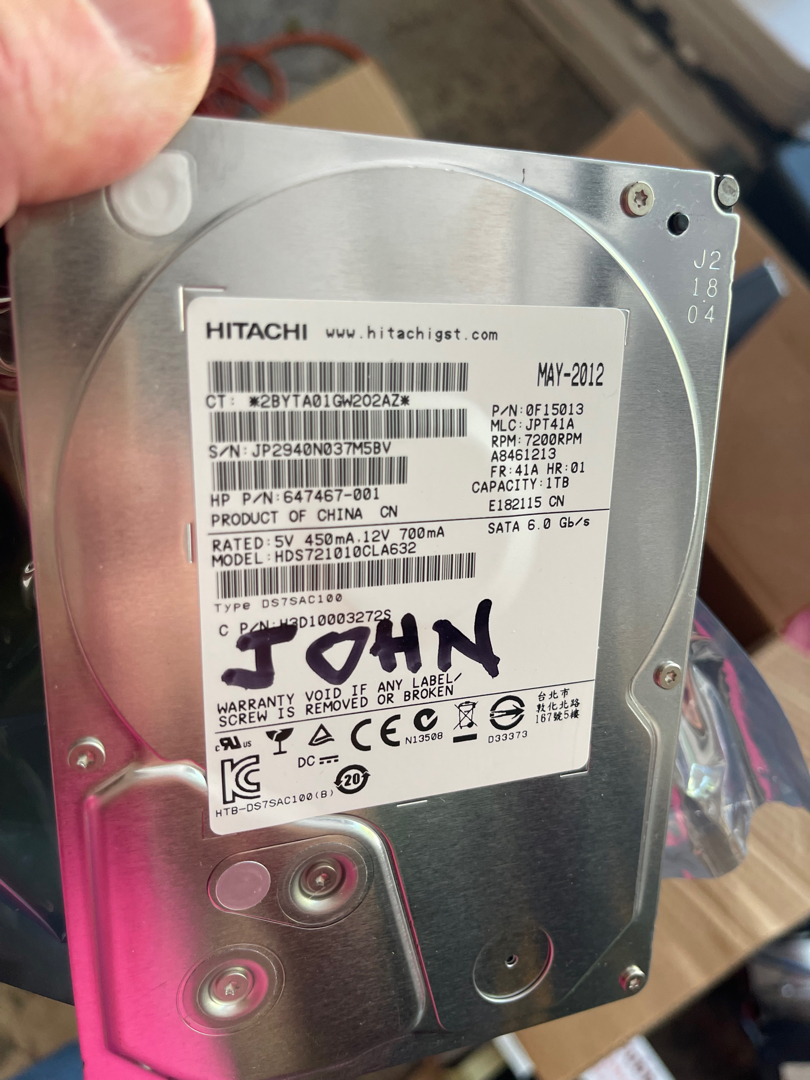 HITACHI www.hitachigst.com
MAY-2012
CT: *2BYTA01GW2O2AZ*
S/N:JP2940N037M5BV
HP P/N:647467-001
PRODUCT OF CHINA CN
P/N:0F15013
MLC:JPT41A
RPM:7200RPM
A8461213
FR:41A HR:01
CAPACITY:1TB
E182115 CN
RATED:5V 450mA,12V 700mA
SATA 6.0 Gb/s
MODEL:HDS721010CLA632
Type DS7SAC100
C P/N:H3D10003272S
JOHN
WARRANTY VOID IF ANY LABEL/
SCREW IS REMOVED OR BROKEN
c RU US
DC
CE
N13508
D33373
台北市
敦化北路
167號5樓
20
HTB-DS7SAC100(B)
J2
18
04